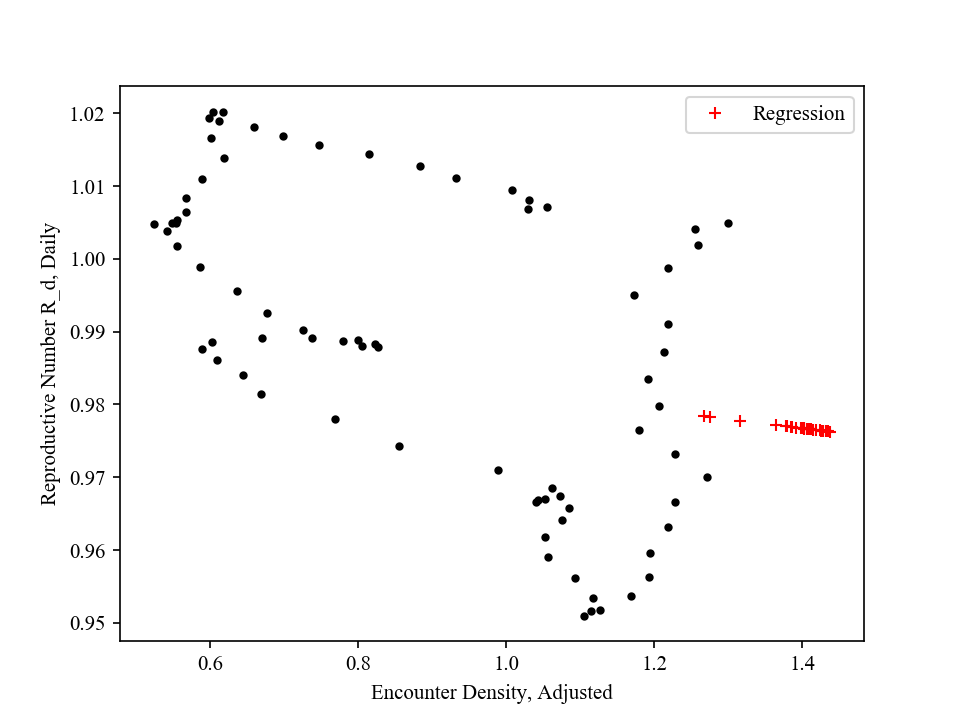 Regression
1.02
1.01
1.00
0.99
0.98
0.97
0.96
0.95
Reproductive Number R_d, Daily
0.6 0.8 1.0 1.2 1.4
Encounter Density, Adjusted